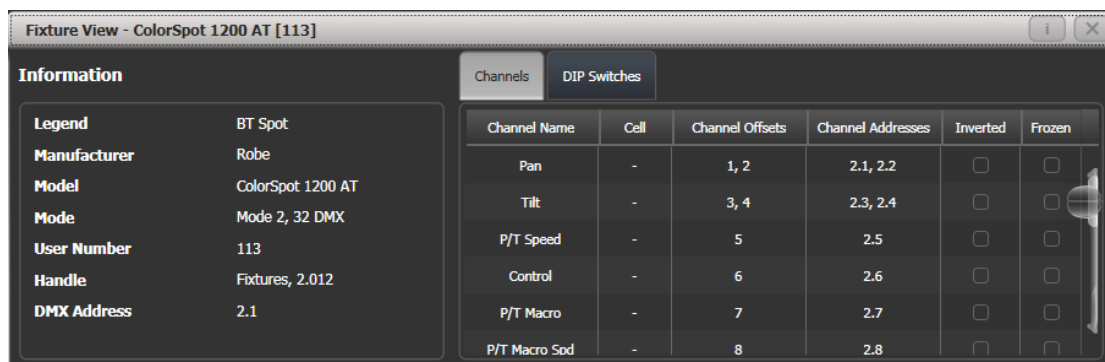 Fixture View - ColorSpot 1200 AT [113]
Information
Legend BT Spot
Manufacturer Robe
Model ColorSpot 1200 AT
Mode Mode 2, 32 DMX
User Number 113
Handle Fixtures, 2.012
DMX Address 2.1
Channels DIP Switches
Channel Name Cell Channel Offsets Channel Addresses Inverted Frozen
Pan - 1, 2 2.1, 2.2
Tilt - 3, 4 2.3, 2.4
P/T Speed - 5 2.5
Control - 6 2.6
P/T Macro - 7 2.7
P/T Macro Spd - 8 2.8